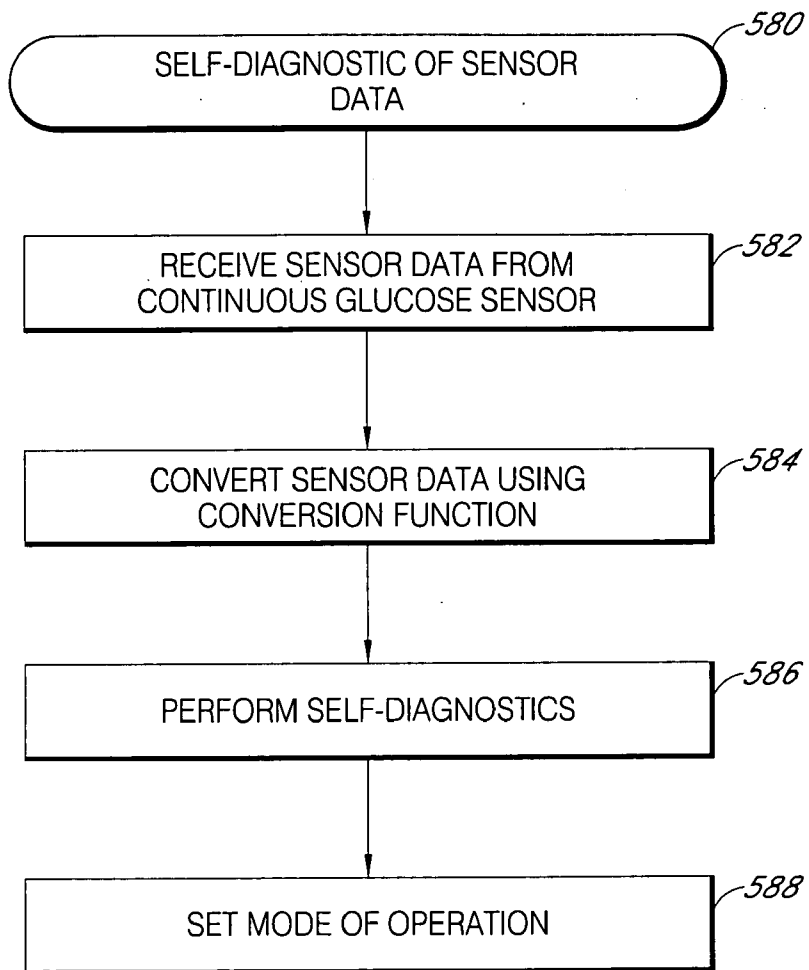 580
SELF-DIAGNOSTIC OF SENSOR
DATA
582
RECEIVE SENSOR DATA FROM
CONTINUOUS GLUCOSE SENSOR
584
CONVERT SENSOR DATA USING
CONVERSION FUNCTION
586
PERFORM SELF-DIAGNOSTICS
588
SET MODE OF OPERATION